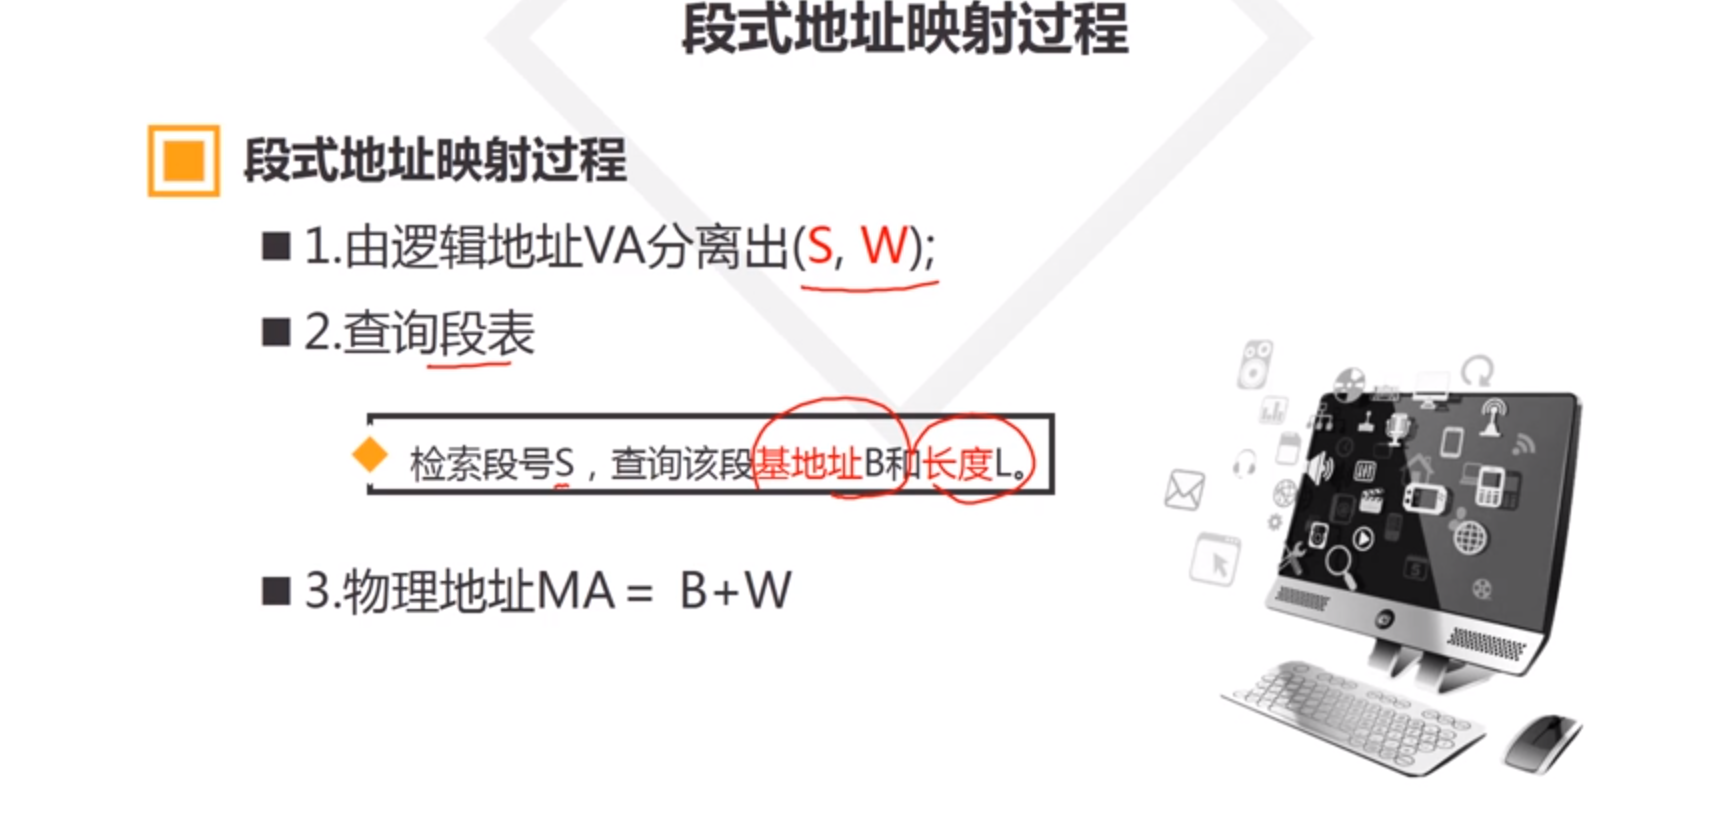 段式地址映射过程
段式地址映射过程
1.由逻辑地址VA分离出(S, W);
2.查询段表
检索段号S，查询该段基地址B和长度L。
3.物理地址MA = B+W